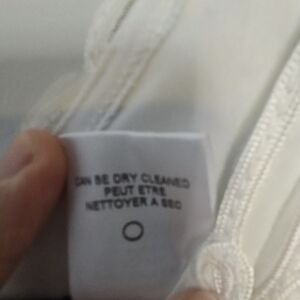 CAN BE DRY CLEANED
PEUT ETRE
NETTOYER A SEC